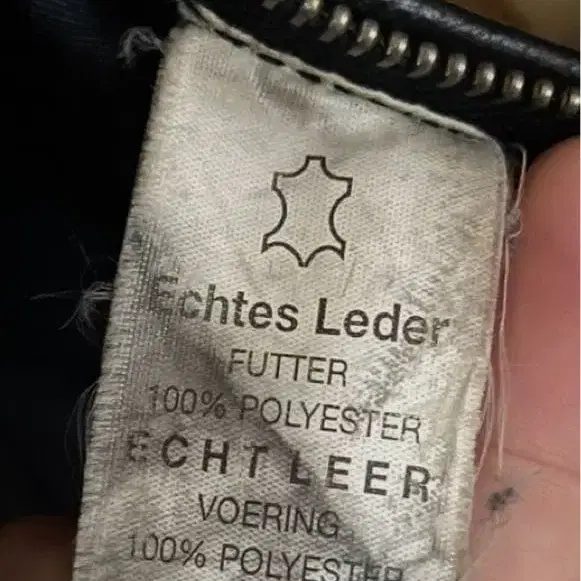 Echtes Leder
FUTTER
100% POLYESTER
ECHT LEER
VOERING
100% POLYESTER